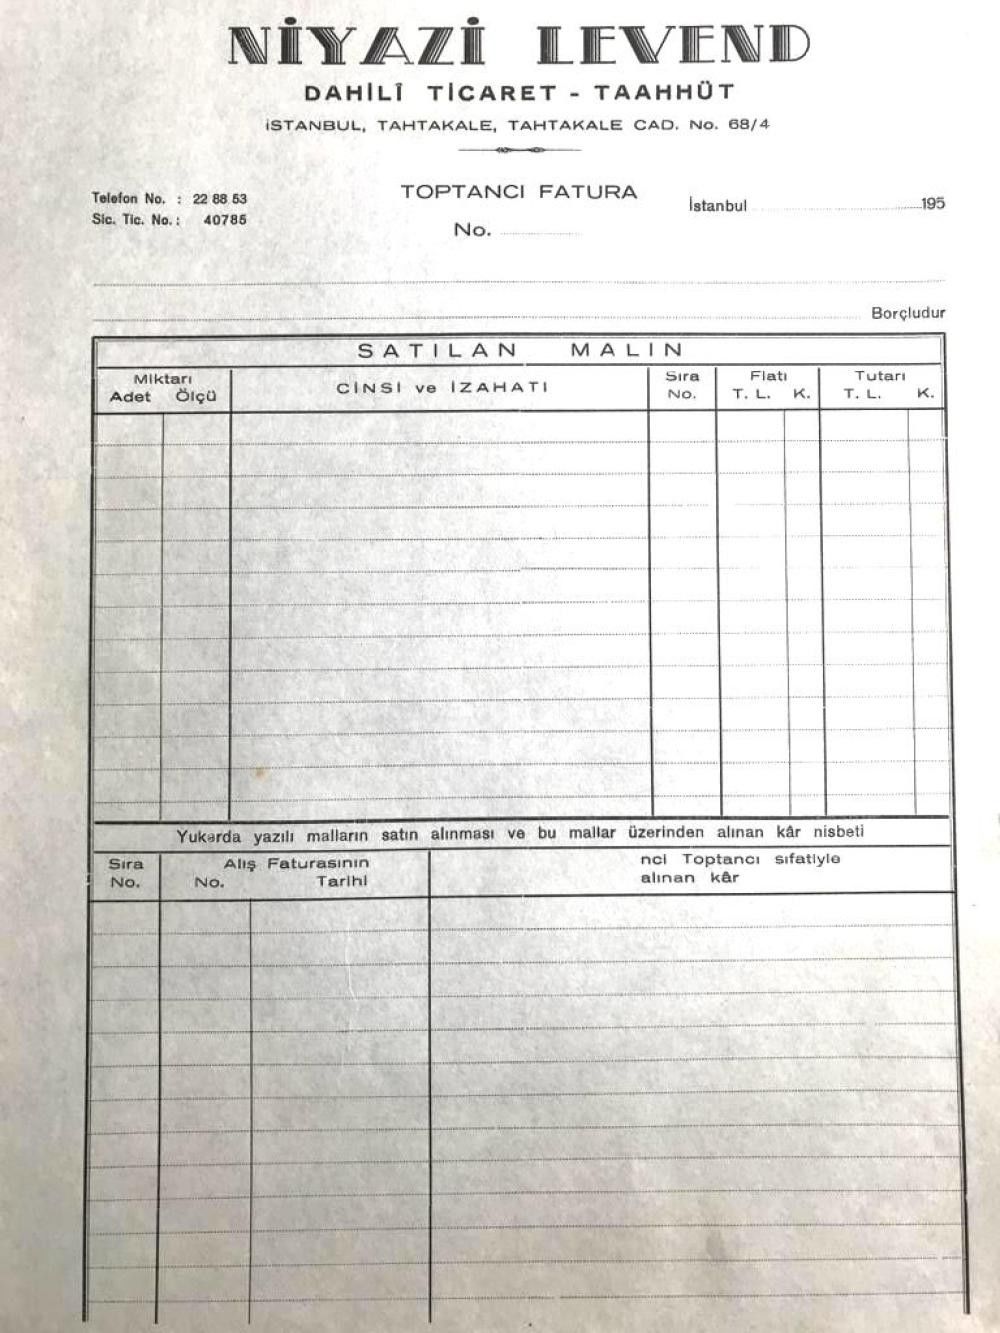 NİYAZİ LEVEND
DAHİLÎ TİCARET - TAAHHÜT
İSTANBUL, TAHTAKALE, TAHTAKALE CAD. No. 68/4
Telefon No. : 22 88 53
Sic. Tic. No. : 40785
TOPTANCI FATURA
No.
İstanbul 195
Borçludur
SATILAN MALIN
Miktarı
Adet Ölçü
CİNSİ ve İZAHATI
Sıra
No.
Fiatı
T. L. K.
Tutarı
T. L. K.
Yukarda yazılı malların satın alınması ve bu mallar üzerinden alınan kâr nisbeti
Sıra
No.
Alış Faturasının
No. Tarihi
nci Toptancı sıfatiyle
alınan kâr